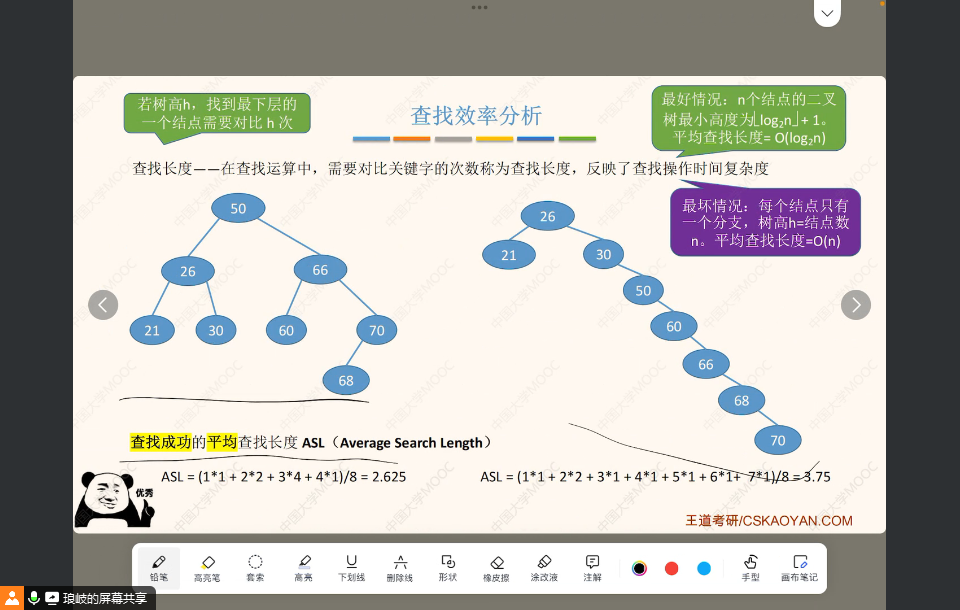 若树高h，找到最下层的
一个结点需要对比 h 次
查找效率分析
最好情况：n个结点的二叉
树最小高度为⌊log₂n⌋ + 1。
平均查找长度= O(log₂n)
查找长度——在查找运算中，需要对比关键字的次数称为查找长度，反映了查找操作时间复杂度
最坏情况：每个结点只有
一个分支，树高h=结点数
n。平均查找长度=O(n)
50
26
66
21
30
60
70
68
26
21
30
50
60
66
68
70
查找成功的平均查找长度 ASL（Average Search Length）
ASL = (1*1 + 2*2 + 3*4 + 4*1)/8 = 2.625
ASL = (1*1 + 2*2 + 3*1 + 4*1 + 5*1 + 6*1+ 7*1)/8 = 3.75
优秀
王道考研/CSKAOYAN.COM
铅笔
高亮笔
套索
高亮
下划线
删除线
形状
橡皮擦
涂改液
注解
手型
画布笔记
琅岐的屏幕共享